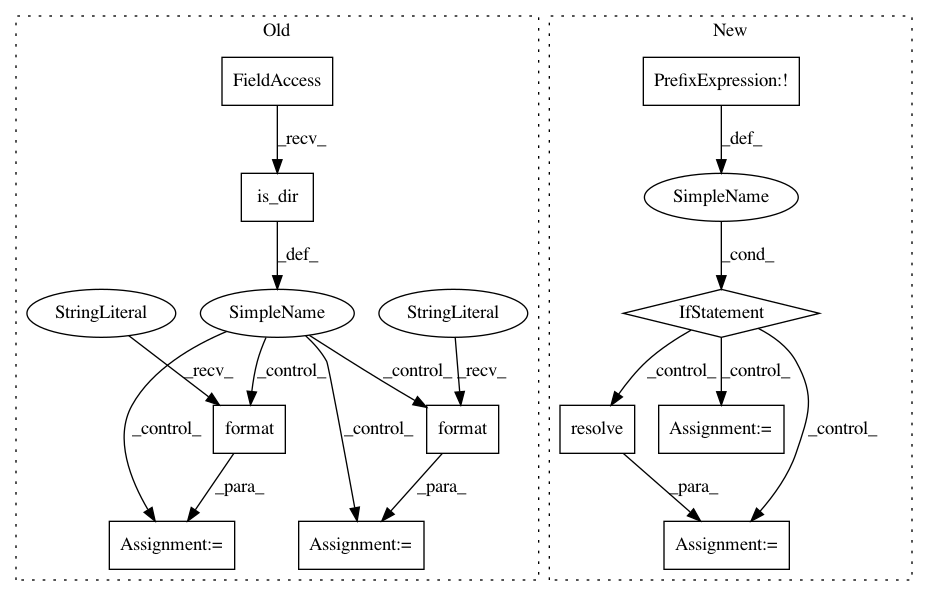 Old
New
FieldAccess
PrefixExpression:!
_recv_
_def_
is_dir
SimpleName
_def_
_cond_
StringLiteral
SimpleName
StringLiteral
IfStatement
_recv_
_control_
_control_
_recv_
_control_
_control_
_control_
_control_
_control_
format
format
resolve
Assignment:=
_para_
_para_
_para_
Assignment:=
Assignment:=
Assignment:=